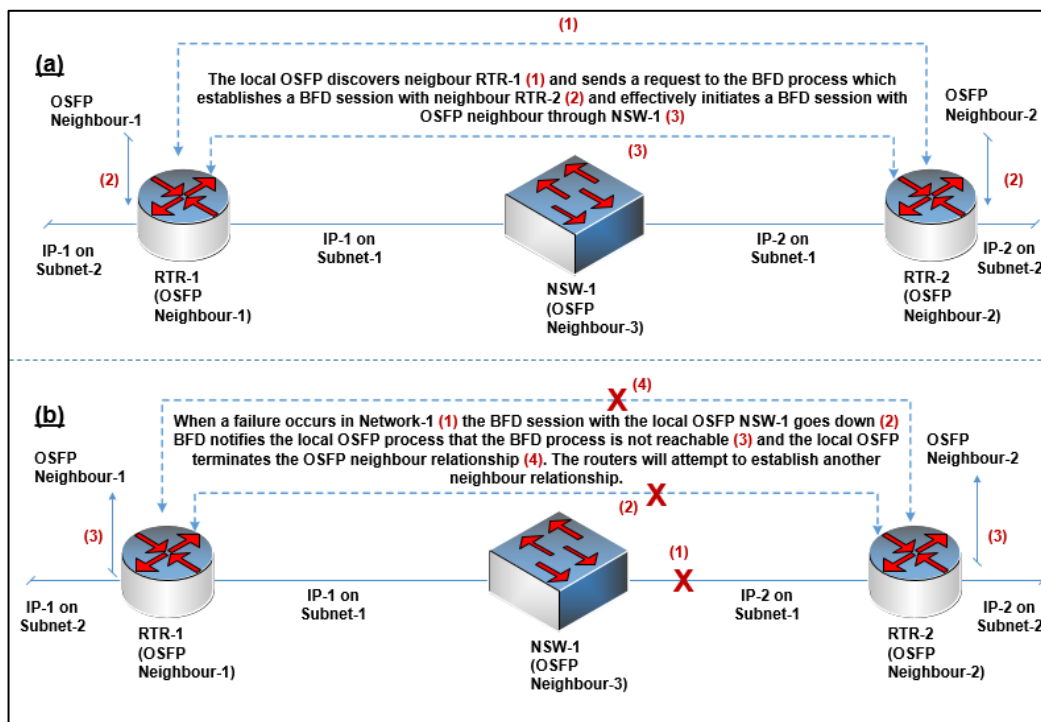 (1)
(a)
The local OSFP discovers neigbour RTR-1 (1) and sends a request to the BFD process which
establishes a BFD session with neighbour RTR-2 (2) and effectively initiates a BFD session with
OSFP neighbour through NSW-1 (3)
OSFP
Neighbour-1
OSFP
Neighbour-2
(2)
(3)
(2)
IP-1 on
Subnet-2
IP-1 on
Subnet-1
IP-2 on
Subnet-1
IP-2 on
Subnet-2
RTR-1
(OSFP
Neighbour-1)
NSW-1
(OSFP
Neighbour-3)
RTR-2
(OSFP
Neighbour-2)
X (4)
(b)
When a failure occurs in Network-1 (1) the BFD session with the local OSFP NSW-1 goes down (2)
BFD notifies the local OSFP process that the BFD process is not reachable (3) and the local OSFP
terminates the OSFP neighbour relationship (4). The routers will attempt to establish another
neighbour relationship.
OSFP
Neighbour-1
OSFP
Neighbour-2
X
(2)
(3)
(1)
X
(3)
IP-1 on
Subnet-2
IP-1 on
Subnet-1
IP-2 on
Subnet-1
IP-2 on
Subnet-2
RTR-1
(OSFP
Neighbour-1)
NSW-1
(OSFP
Neighbour-3)
RTR-2
(OSFP
Neighbour-2)